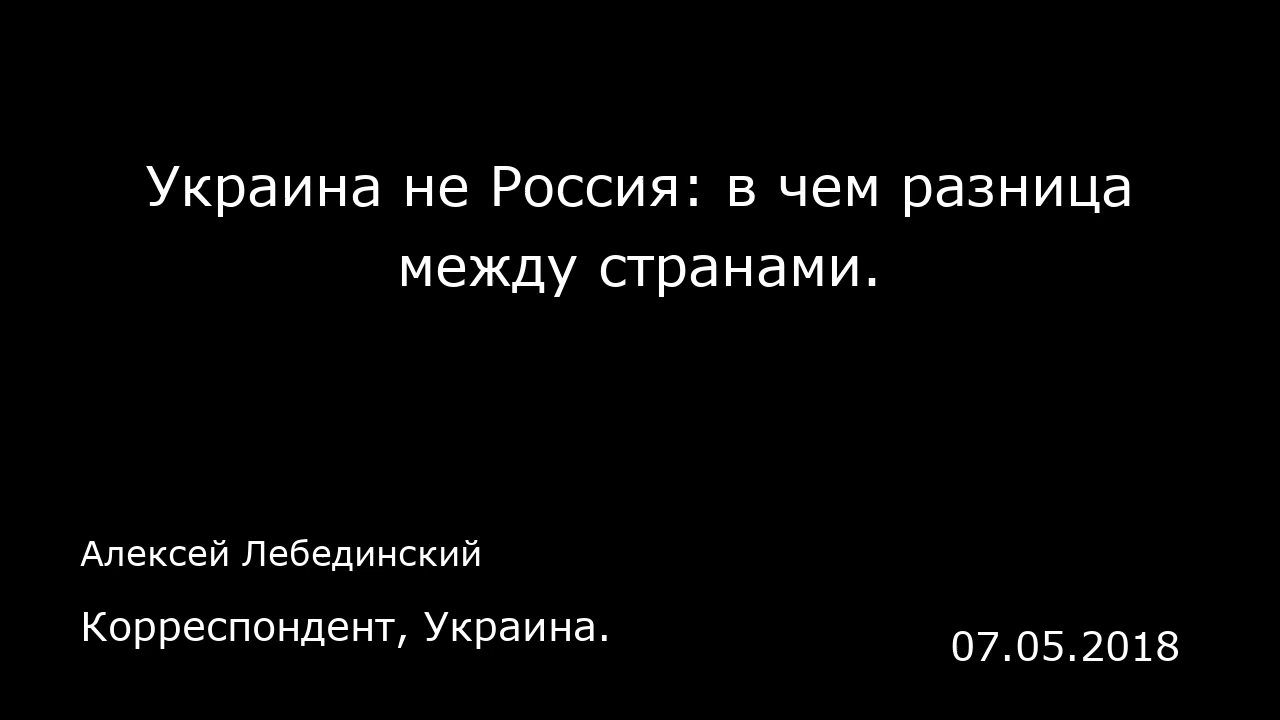 Украина не Россия: в чем разница
между странами.
Алексей Лебединский
Корреспондент, Украина.
07.05.2018